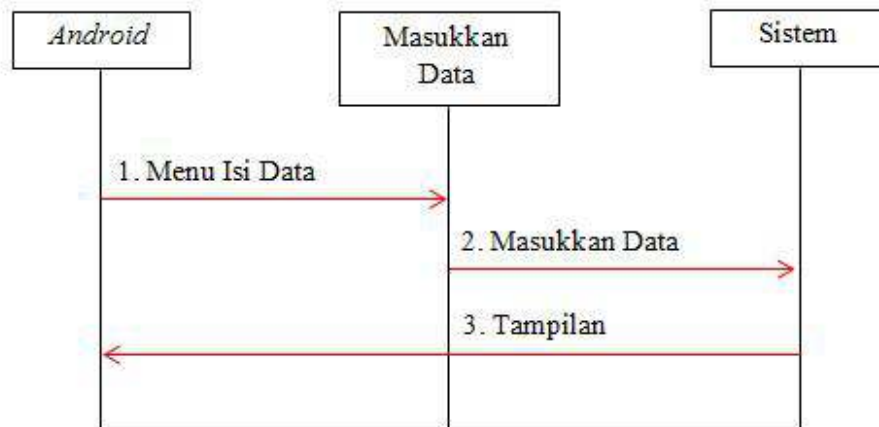 Android
Masukkan
Data
Sistem
1. Menu Isi Data
2. Masukkan Data
3. Tampilan